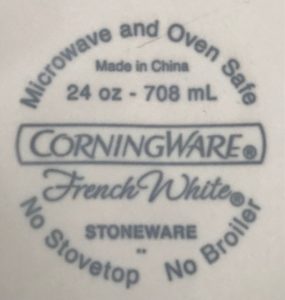 Microwave and Oven Safe
Made in China
24 oz - 708 mL
CORNINGWARE®
French White®
STONEWARE
No Stovetop No Broiler